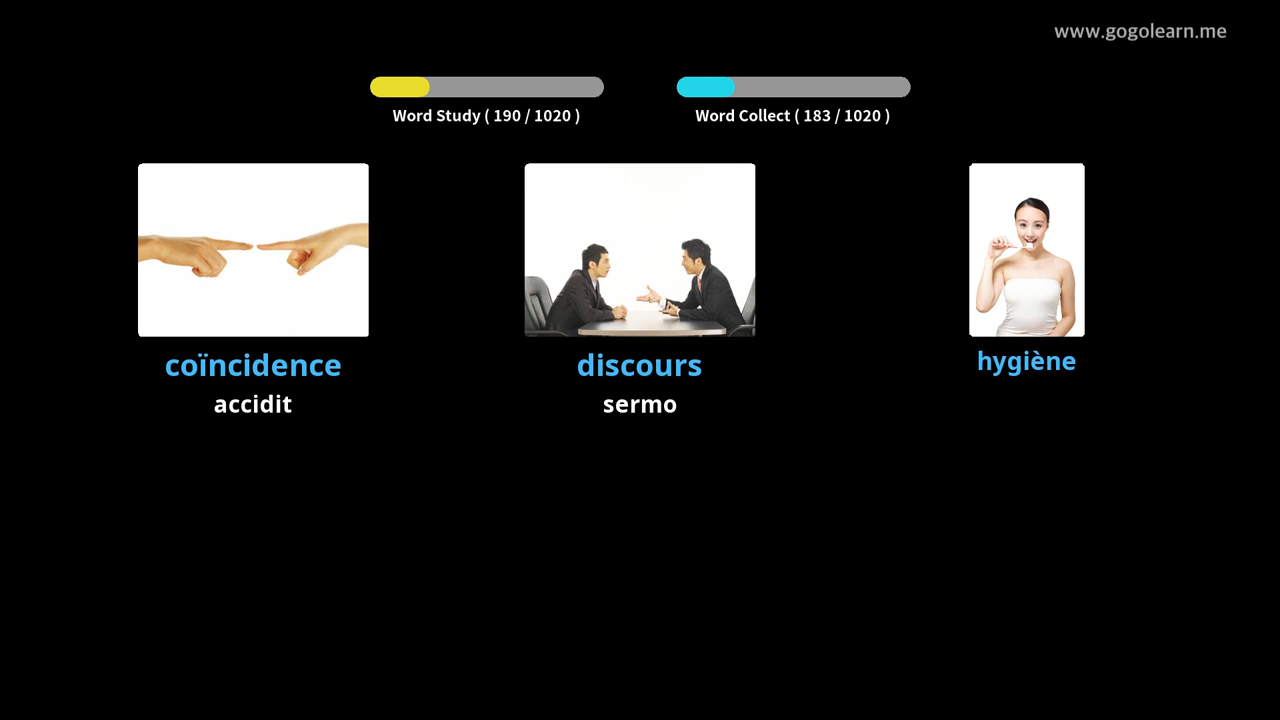 www.gogolearn.me
Word Study ( 190 / 1020 )
Word Collect ( 183 / 1020 )
coïncidence
accidit
discours
sermo
hygiène